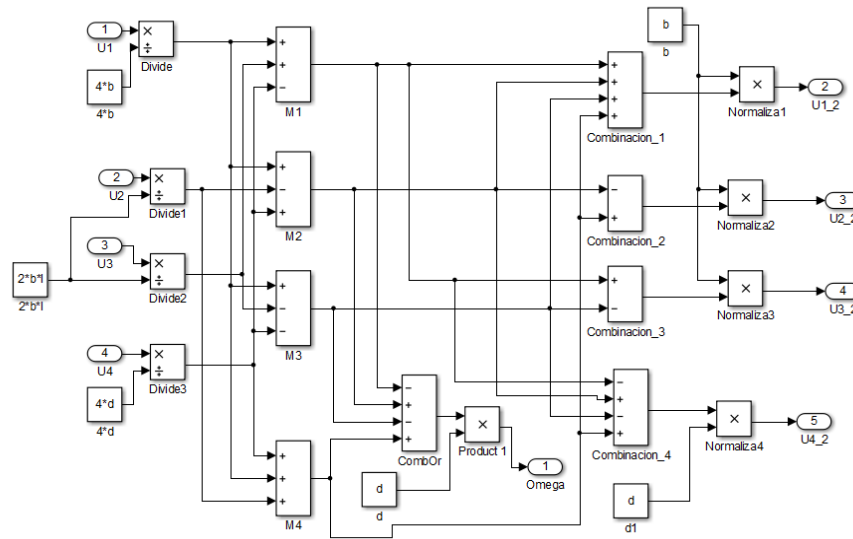 1
U1
×
÷
Divide
4*b
4*b
2
U2
×
÷
Divide1
3
U3
×
÷
Divide2
2*b*l
2*b*l
4
U4
×
÷
Divide3
4*d
4*d
+
+
−
M1
+
−
+
M2
+
−
−
M3
+
+
+
M4
−
+
−
+
CombOr
×
Product 1
d
d
1
Omega
+
+
+
+
Combinacion_1
−
+
Combinacion_2
+
−
Combinacion_3
−
+
−
+
Combinacion_4
b
b
×
Normaliza1
2
U1_2
×
Normaliza2
3
U2_2
×
Normaliza3
4
U3_2
×
Normaliza4
5
U4_2
d
d1